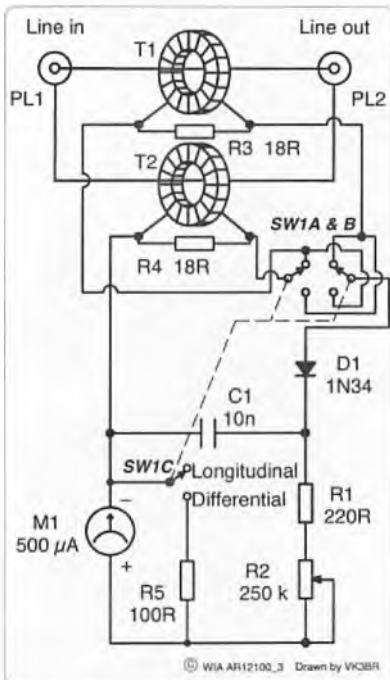 Line in
Line out
T1
PL1
PL2
R3 18R
T2
SW1A & B
R4 18R
D1
1N34
C1
10n
SW1C
Longitudinal
Differential
R1
220R
M1
500 µA
−
+
R5
100R
R2
250 k
© WIA AR12100_3 Drawn by VK3BR